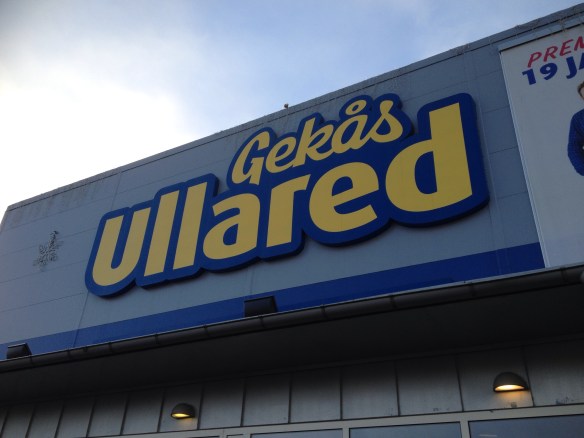 Gekås
Ullared
PREM
19 JA